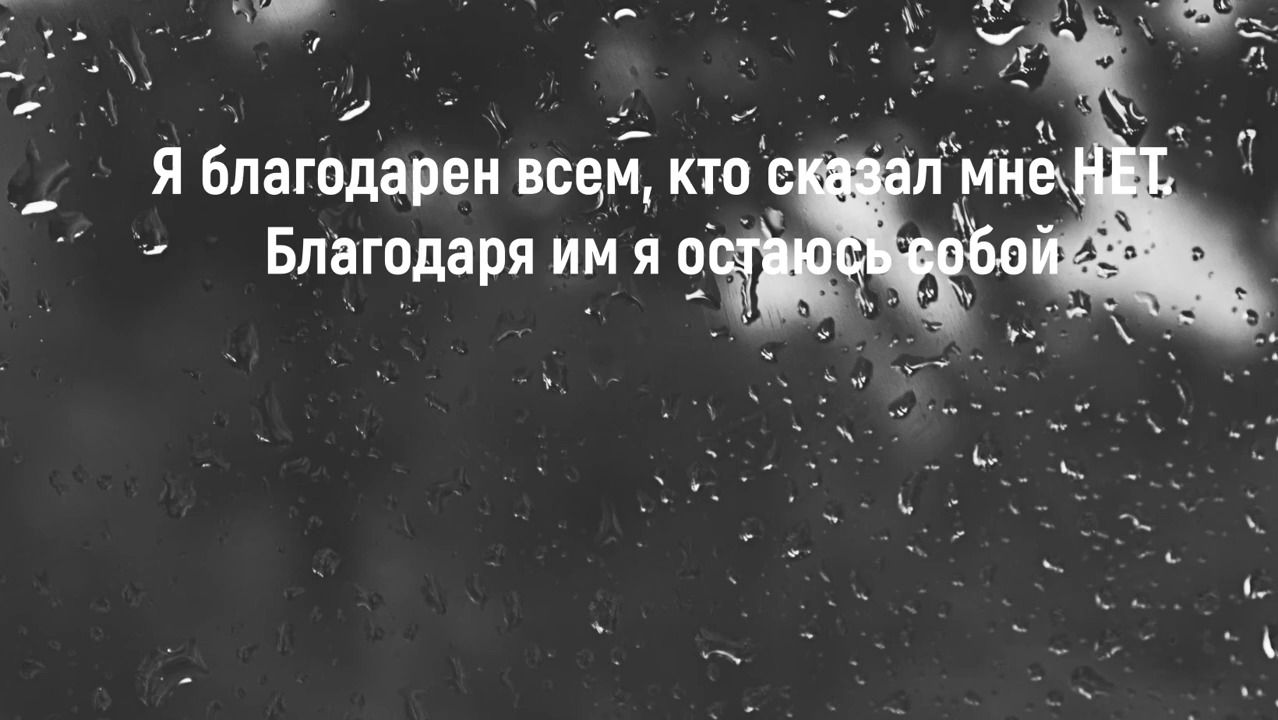 Я благодарен всем, кто сказал мне НЕТ.
Благодаря им я остаюсь собой